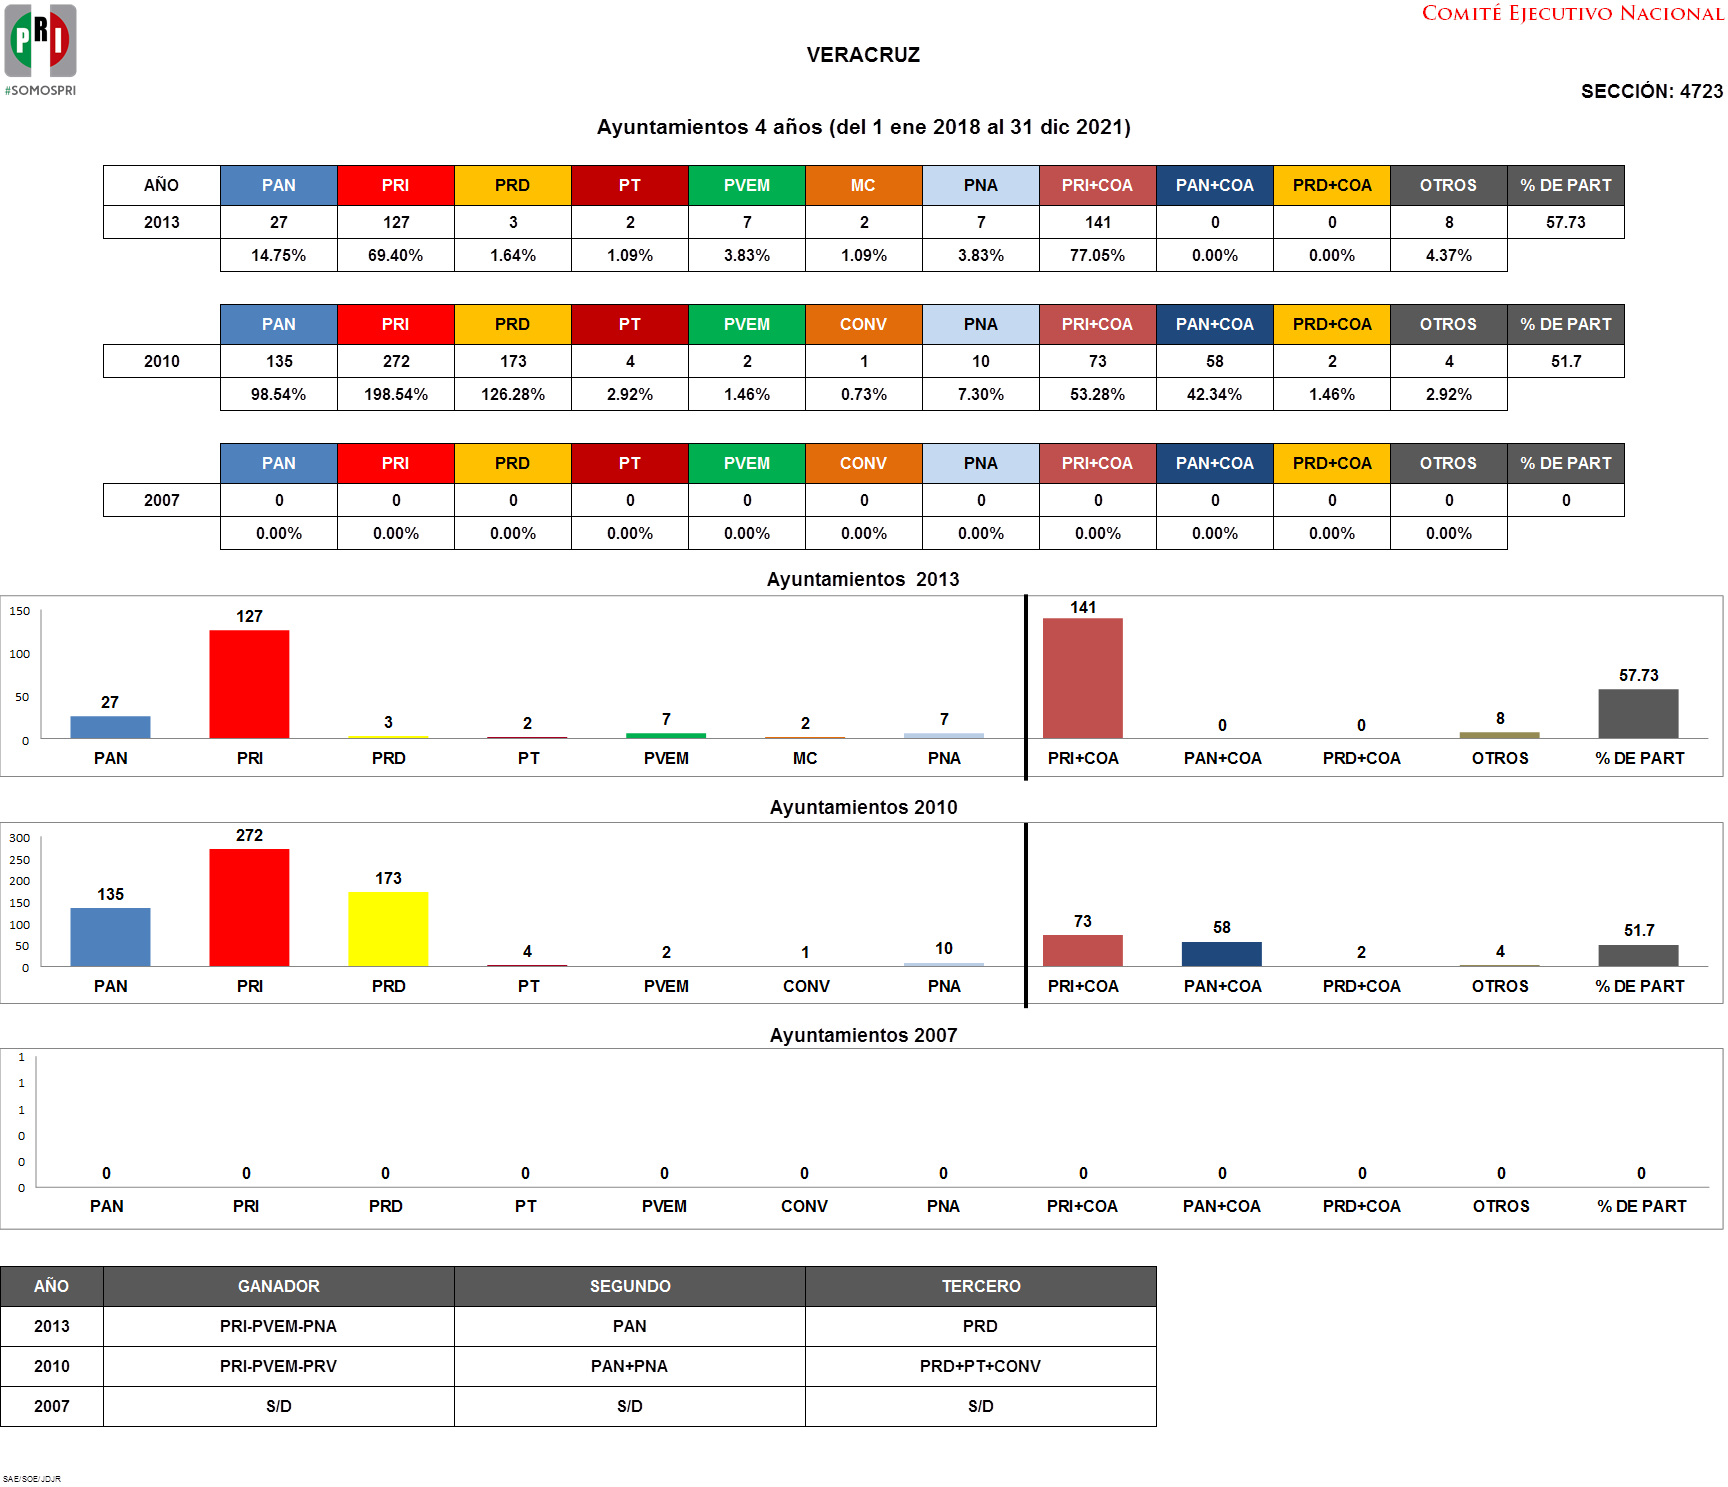 COMITÉ EJECUTIVO NACIONAL
PRI
#SOMOSPRI
VERACRUZ
SECCIÓN: 4723
Ayuntamientos 4 años (del 1 ene 2018 al 31 dic 2021)
AÑO PAN PRI PRD PT PVEM MC PNA PRI+COA PAN+COA PRD+COA OTROS % DE PART
2013 27 127 3 2 7 2 7 141 0 0 8 57.73
14.75% 69.40% 1.64% 1.09% 3.83% 1.09% 3.83% 77.05% 0.00% 0.00% 4.37%
PAN PRI PRD PT PVEM CONV PNA PRI+COA PAN+COA PRD+COA OTROS % DE PART
2010 135 272 173 4 2 1 10 73 58 2 4 51.7
98.54% 198.54% 126.28% 2.92% 1.46% 0.73% 7.30% 53.28% 42.34% 1.46% 2.92%
PAN PRI PRD PT PVEM CONV PNA PRI+COA PAN+COA PRD+COA OTROS % DE PART
2007 0 0 0 0 0 0 0 0 0 0 0 0
0.00% 0.00% 0.00% 0.00% 0.00% 0.00% 0.00% 0.00% 0.00% 0.00% 0.00%
Ayuntamientos 2013
150
100
50
0
27 127 3 2 7 2 7 141 0 0 8 57.73
PAN PRI PRD PT PVEM MC PNA PRI+COA PAN+COA PRD+COA OTROS % DE PART
Ayuntamientos 2010
300
250
200
150
100
50
0
135 272 173 4 2 1 10 73 58 2 4 51.7
PAN PRI PRD PT PVEM CONV PNA PRI+COA PAN+COA PRD+COA OTROS % DE PART
Ayuntamientos 2007
1
1
1
0
0
0
0 0 0 0 0 0 0 0 0 0 0 0
PAN PRI PRD PT PVEM CONV PNA PRI+COA PAN+COA PRD+COA OTROS % DE PART
AÑO GANADOR SEGUNDO TERCERO
2013 PRI-PVEM-PNA PAN PRD
2010 PRI-PVEM-PRV PAN+PNA PRD+PT+CONV
2007 S/D S/D S/D
SAE/SOE/JDJR